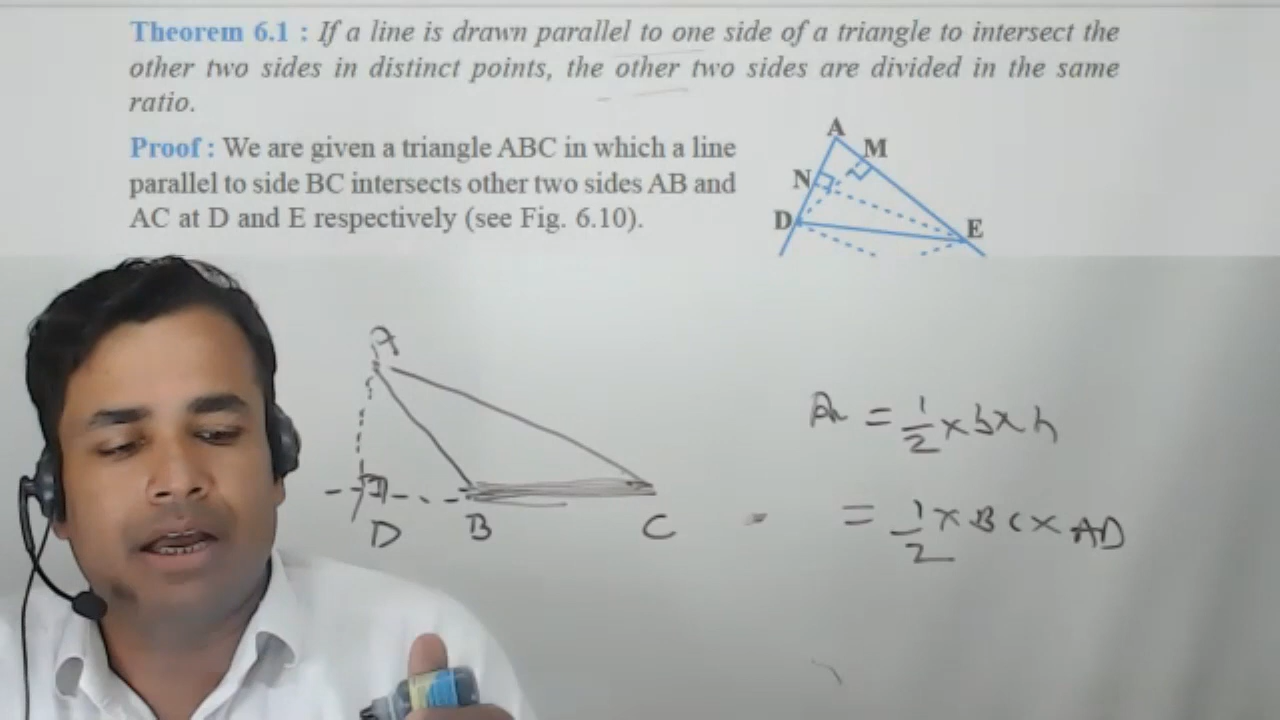 Theorem 6.1 : If a line is drawn parallel to one side of a triangle to intersect the
other two sides in distinct points, the other two sides are divided in the same
ratio.
Proof : We are given a triangle ABC in which a line
parallel to side BC intersects other two sides AB and
AC at D and E respectively (see Fig. 6.10).
A
M
N
D
E
A
D
B
C
= 1/2 × b × h
= 1/2 × BC × AD